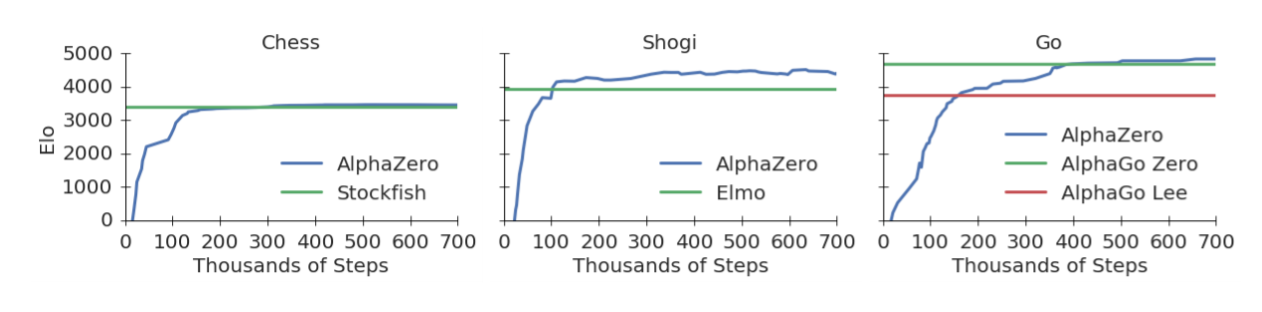 Chess
Shogi
Go
Elo
5000
4000
3000
2000
1000
0
AlphaZero
Stockfish
0 100 200 300 400 500 600 700
Thousands of Steps
AlphaZero
Elmo
0 100 200 300 400 500 600 700
Thousands of Steps
AlphaZero
AlphaGo Zero
AlphaGo Lee
0 100 200 300 400 500 600 700
Thousands of Steps